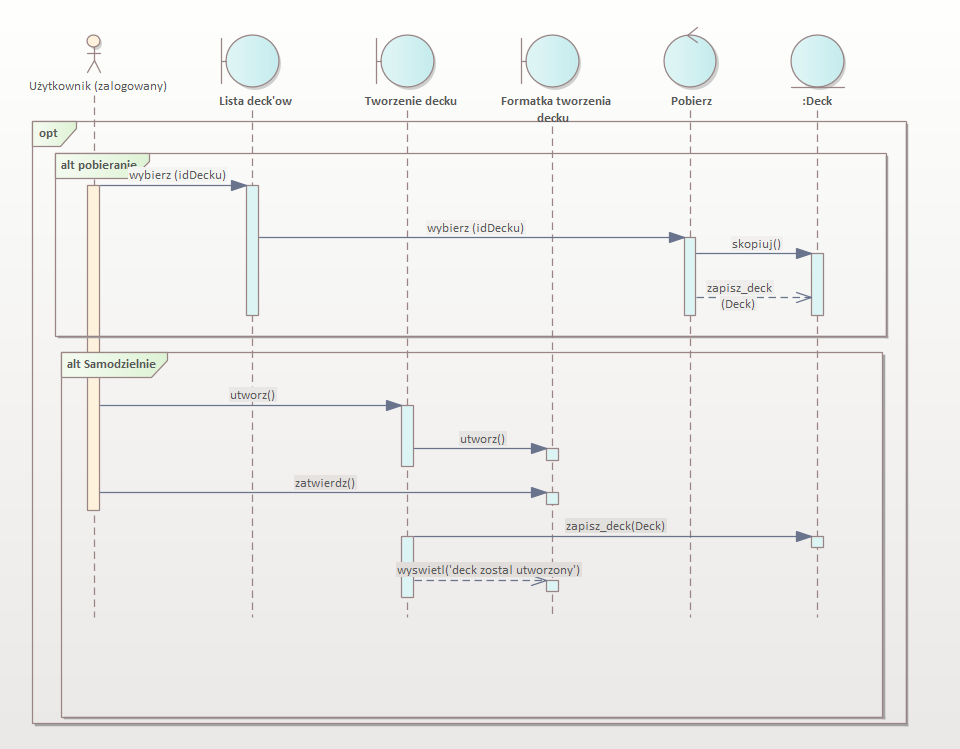 Użytkownik (zalogowany)
Lista deck'ow
Tworzenie decku
Formatka tworzenia
decku
Pobierz
:Deck
opt
alt pobieranie
wybierz (idDecku)
wybierz (idDecku)
skopiuj()
zapisz_deck
(Deck)
alt Samodzielnie
utworz()
utworz()
zatwierdz()
zapisz_deck(Deck)
wyswietl('deck zostal utworzony')